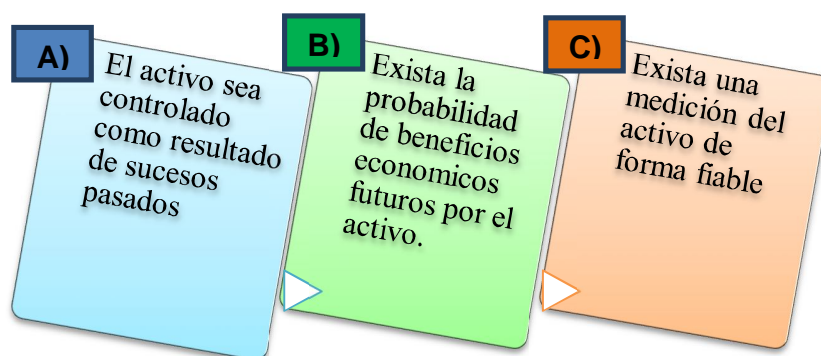 A)
El activo sea
controlado
como resultado
de sucesos
pasados
B)
Exista la
probabilidad
de beneficios
economicos
futuros por el
activo.
C)
Exista una
medición del
activo de
forma fiable